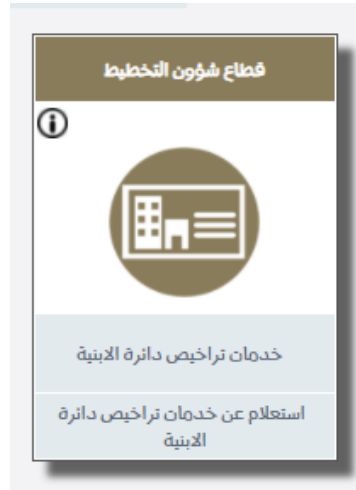 قطاع شؤون التخطيط
خدمات تراخيص دائرة الابنية
استعلام عن خدمات تراخيص دائرة
الابنية